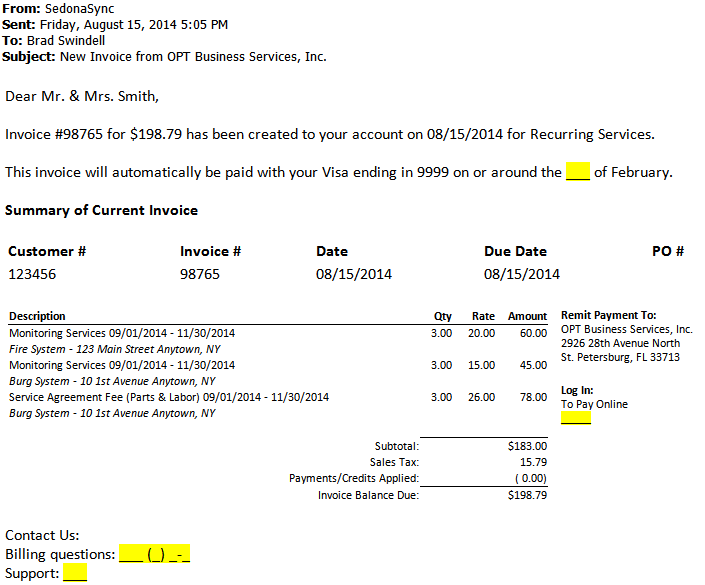 From: SedonaSync
Sent: Friday, August 15, 2014 5:05 PM
To: Brad Swindell
Subject: New Invoice from OPT Business Services, Inc.
Dear Mr. & Mrs. Smith,
Invoice #98765 for $198.79 has been created to your account on 08/15/2014 for Recurring Services.
This invoice will automatically be paid with your Visa ending in 9999 on or around the ___ of February.
Summary of Current Invoice
Customer # Invoice # Date Due Date PO #
123456 98765 08/15/2014 08/15/2014
Description Qty Rate Amount
Monitoring Services 09/01/2014 - 11/30/2014 3.00 20.00 60.00
Fire System - 123 Main Street Anytown, NY
Monitoring Services 09/01/2014 - 11/30/2014 3.00 15.00 45.00
Burg System - 10 1st Avenue Anytown, NY
Service Agreement Fee (Parts & Labor) 09/01/2014 - 11/30/2014 3.00 26.00 78.00
Burg System - 10 1st Avenue Anytown, NY
Subtotal: $183.00
Sales Tax: 15.79
Payments/Credits Applied: ( 0.00)
Invoice Balance Due: $198.79
Remit Payment To:
OPT Business Services, Inc.
2926 28th Avenue North
St. Petersburg, FL 33713
Log In:
To Pay Online
____
Contact Us:
Billing questions: ___ (_) _-_
Support: ___